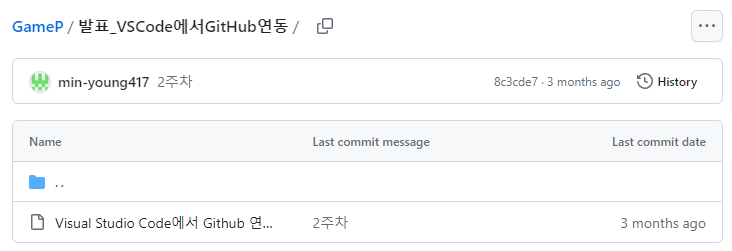 GameP / 발표_VSCode에서GitHub연동 /
min-young417 2주차 8c3cde7 · 3 months ago History
Name Last commit message Last commit date
..
Visual Studio Code에서 Github 연... 2주차 3 months ago